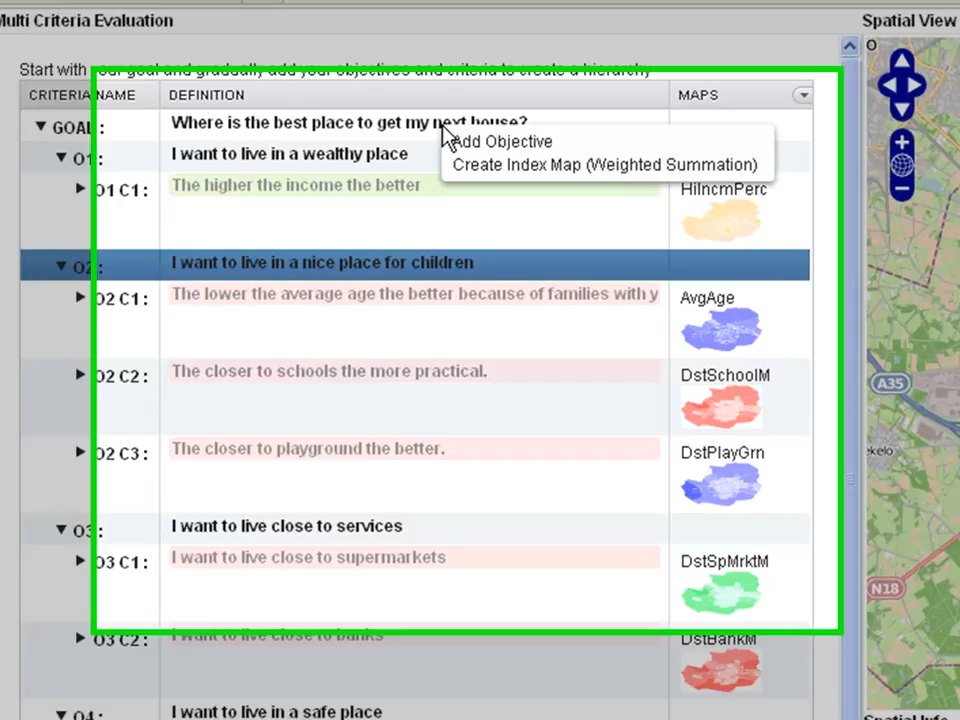 Multi Criteria Evaluation
Spatial View
Start with your goal and gradually add your objectives and criteria to create a hierarchy
CRITERIA NAME DEFINITION MAPS
GOAL: Where is the best place to get my next house?
Add Objective
Create Index Map (Weighted Summation)
O1: I want to live in a wealthy place
O1 C1: The higher the income the better HiIncmPerc
O2: I want to live in a nice place for children
O2 C1: The lower the average age the better because of families with y AvgAge
O2 C2: The closer to schools the more practical. DstSchoolM
O2 C3: The closer to playground the better. DstPlayGrn
O3: I want to live close to services
O3 C1: I want to live close to supermarkets DstSpMrktM
O3 C2: I want to live close to banks DstBankM
O4: I want to live in a safe place
A35
ekelo
N18
Spatial Info